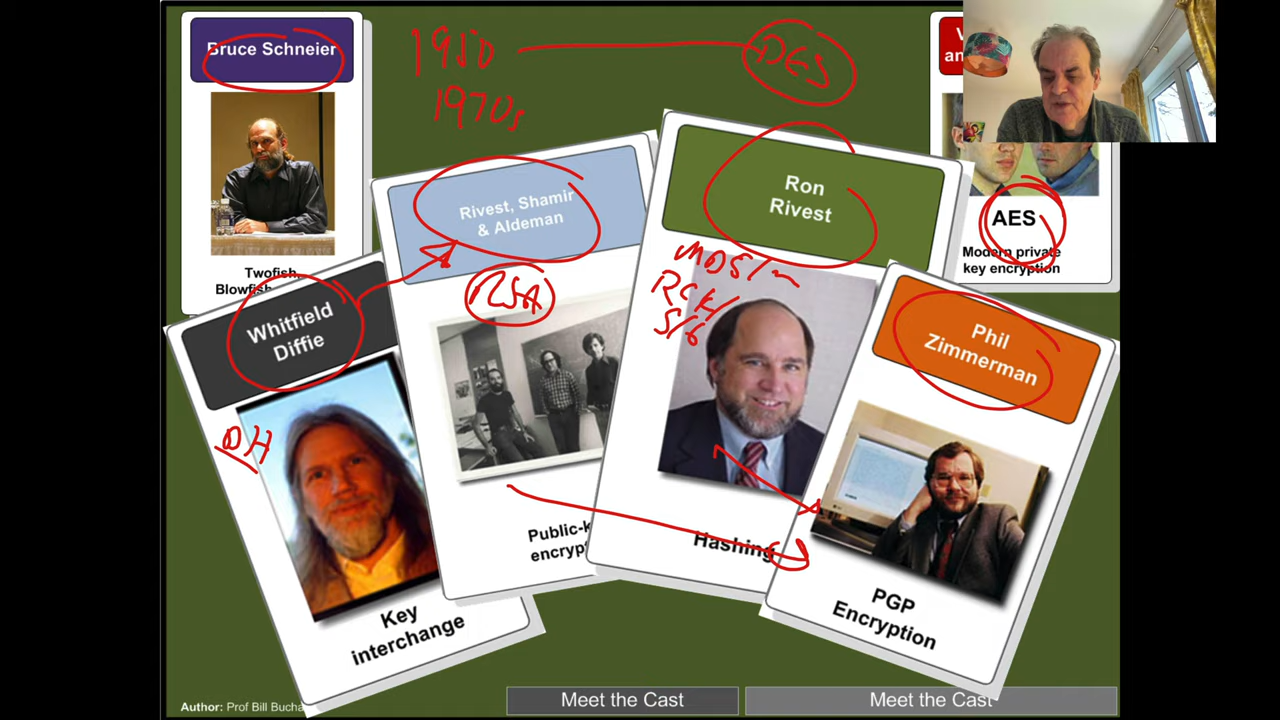 Bruce Schneier
Twofish,
Blowfish
1950
1970s
DES
AES
Modern private
key encryption
Whitfield
Diffie
DH
Key
interchange
Rivest, Shamir
& Aldeman
RSA
Public-k
encryp
Ron
Rivest
MD5/
RC4/
5/6
Hashing
Phil
Zimmerman
PGP
Encryption
Author: Prof Bill Bucha
Meet the Cast
Meet the Cast